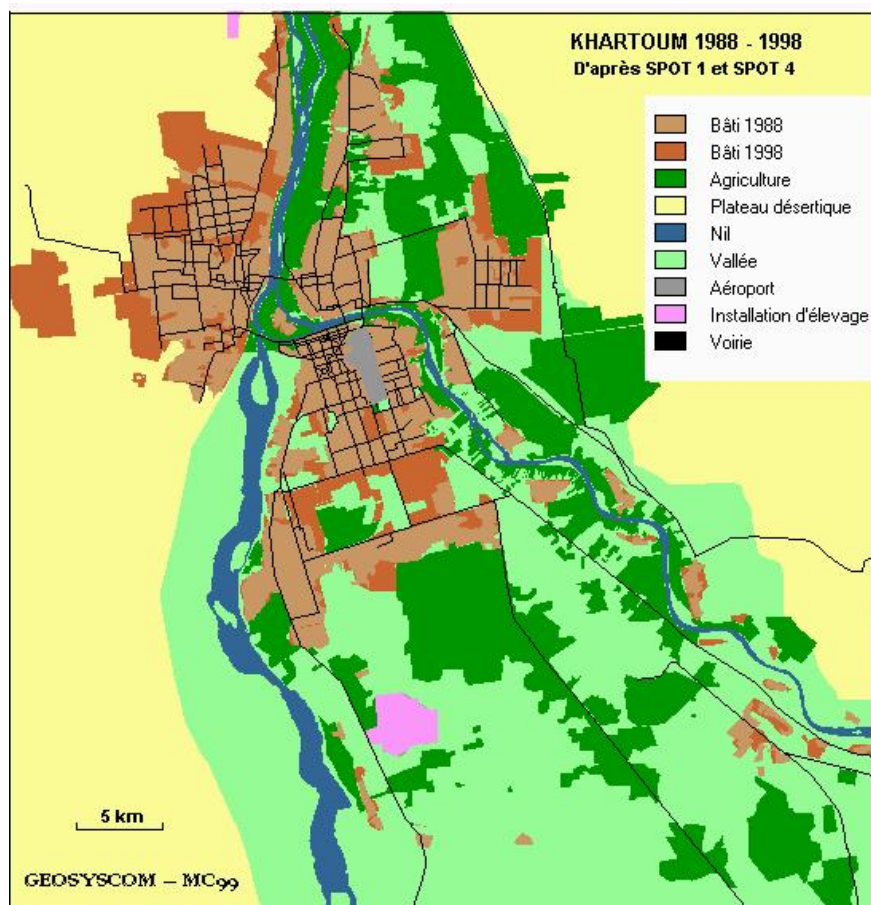 KHARTOUM 1988 - 1998
D'après SPOT 1 et SPOT 4
Bâti 1988
Bâti 1998
Agriculture
Plateau désertique
Nil
Vallée
Aéroport
Installation d'élevage
Voirie
5 km
GEOSYSCOM – MC99